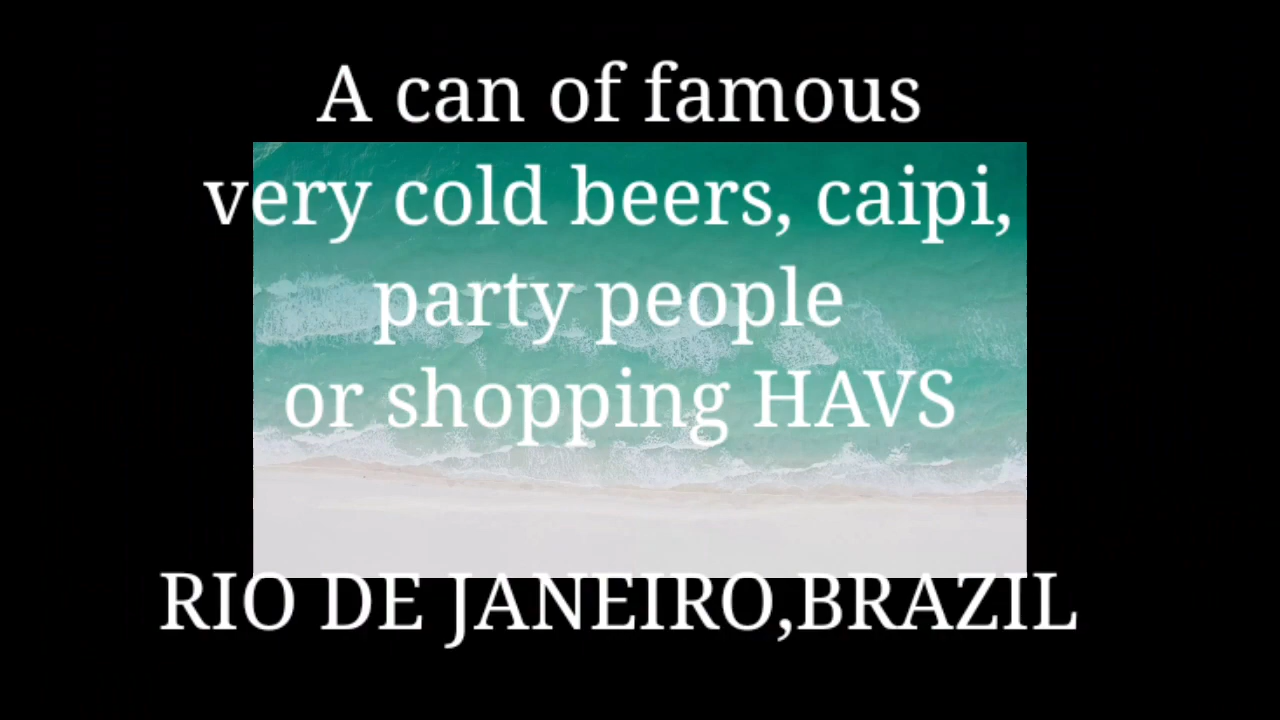 A can of famous
very cold beers, caipi,
party people
or shopping HAVS
RIO DE JANEIRO,BRAZIL